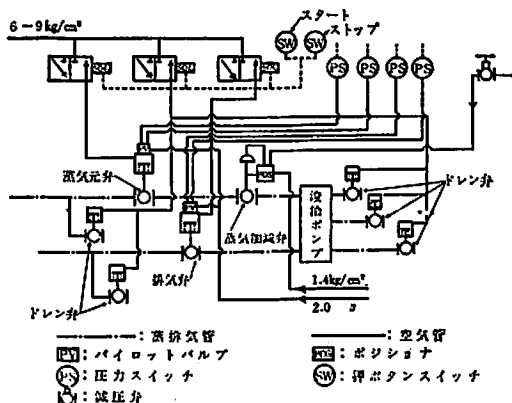 スタート
ストップ
6-9kg/cm²
SW
SW
PS
PS
PS
PS
蒸気元弁
POS
蒸気加減弁
浚渫ポンプ
ドレン弁
排気弁
ドレン弁
1.4kg/cm²
2.0 〃
蒸排気管
空気管
PV：パイロットバルブ
POS：ポジショナ
PS：圧力スイッチ
SW：押ボタンスイッチ
減圧弁